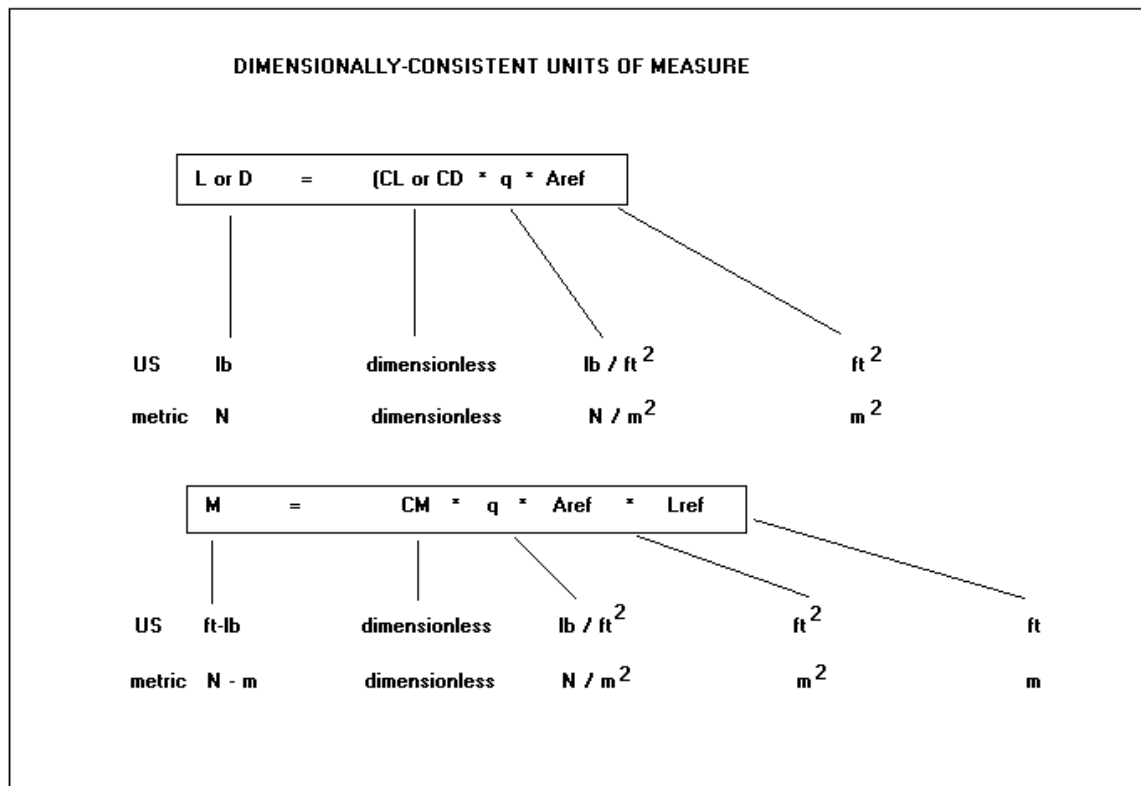 DIMENSIONALLY-CONSISTENT UNITS OF MEASURE
L or D = (CL or CD * q * Aref
US lb dimensionless lb / ft 2 ft 2
metric N dimensionless N / m 2 m 2
M = CM * q * Aref * Lref
US ft-lb dimensionless lb / ft 2 ft 2 ft
metric N - m dimensionless N / m 2 m 2 m